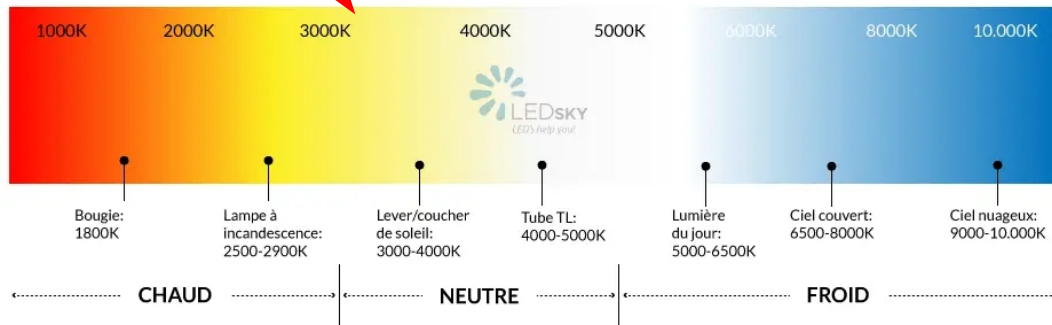 1000K 2000K 3000K 4000K 5000K 6000K 8000K 10.000K
LEDSKY
LED's help you!
Bougie:
1800K
Lampe à
incandescence:
2500-2900K
Lever/coucher
de soleil:
3000-4000K
Tube TL:
4000-5000K
Lumière
du jour:
5000-6500K
Ciel couvert:
6500-8000K
Ciel nuageux:
9000-10.000K
CHAUD NEUTRE FROID